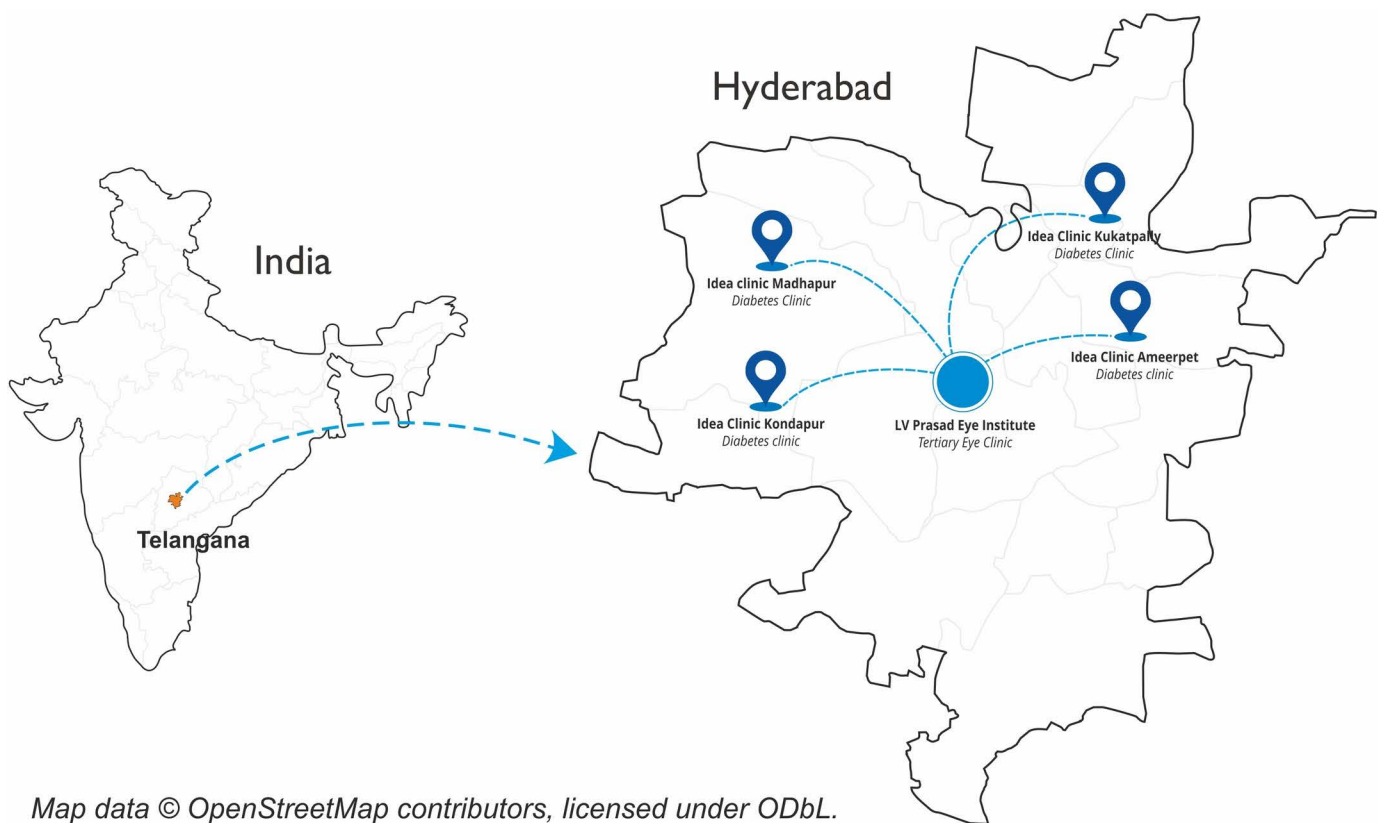 Hyderabad
India
Idea Clinic Kukatpally
Diabetes Clinic
Idea clinic Madhapur
Diabetes Clinic
Idea Clinic Ameerpet
Diabetes clinic
Idea Clinic Kondapur
Diabetes clinic
LV Prasad Eye Institute
Tertiary Eye Clinic
Telangana
Map data © OpenStreetMap contributors, licensed under ODbL.